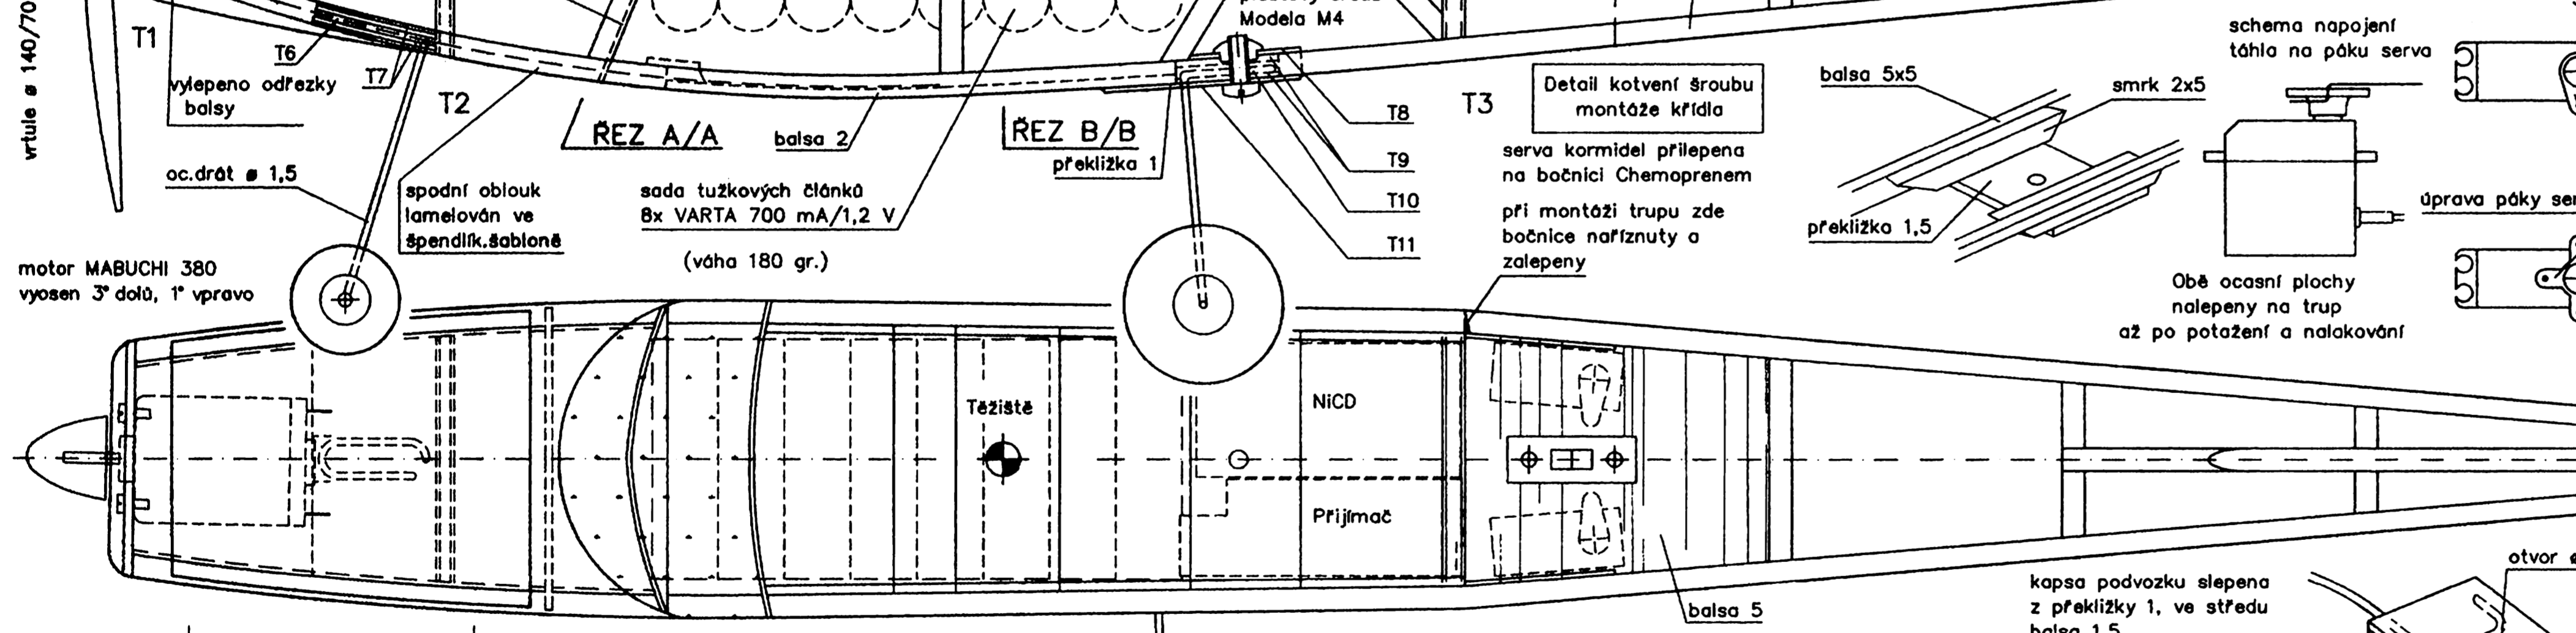 vrtule ø 140/70
T1
T6
T7
vylepeno odřezky
balsy
T2
oc.drát ø 1,5
spodní oblouk
lamelován ve
špendlík.šabloně
ŘEZ A/A
balsa 2
sada tužkových článků
8x VARTA 700 mA/1,2 V
(váha 180 gr.)
Modela M4
ŘEZ B/B
překližka 1
T8
T9
T10
T11
T3
Detail kotvení šroubu
montáže křídla
serva kormidel přilepena
na bočnici Chemoprenem
při montáži trupu zde
bočnice naříznuty a
zalepeny
balsa 5x5
smrk 2x5
překližka 1,5
schema napojení
táhla na páku serva
úprava páky
Obě ocasní plochy
nalepeny na trup
až po potažení a nalakování
motor MABUCHI 380
vyosen 3° dolů, 1° vpravo
Těžiště
NiCD
Přijímač
balsa 5
kapsa podvozku slepena
z překližky 1, ve středu
balsa 1,5
otvor